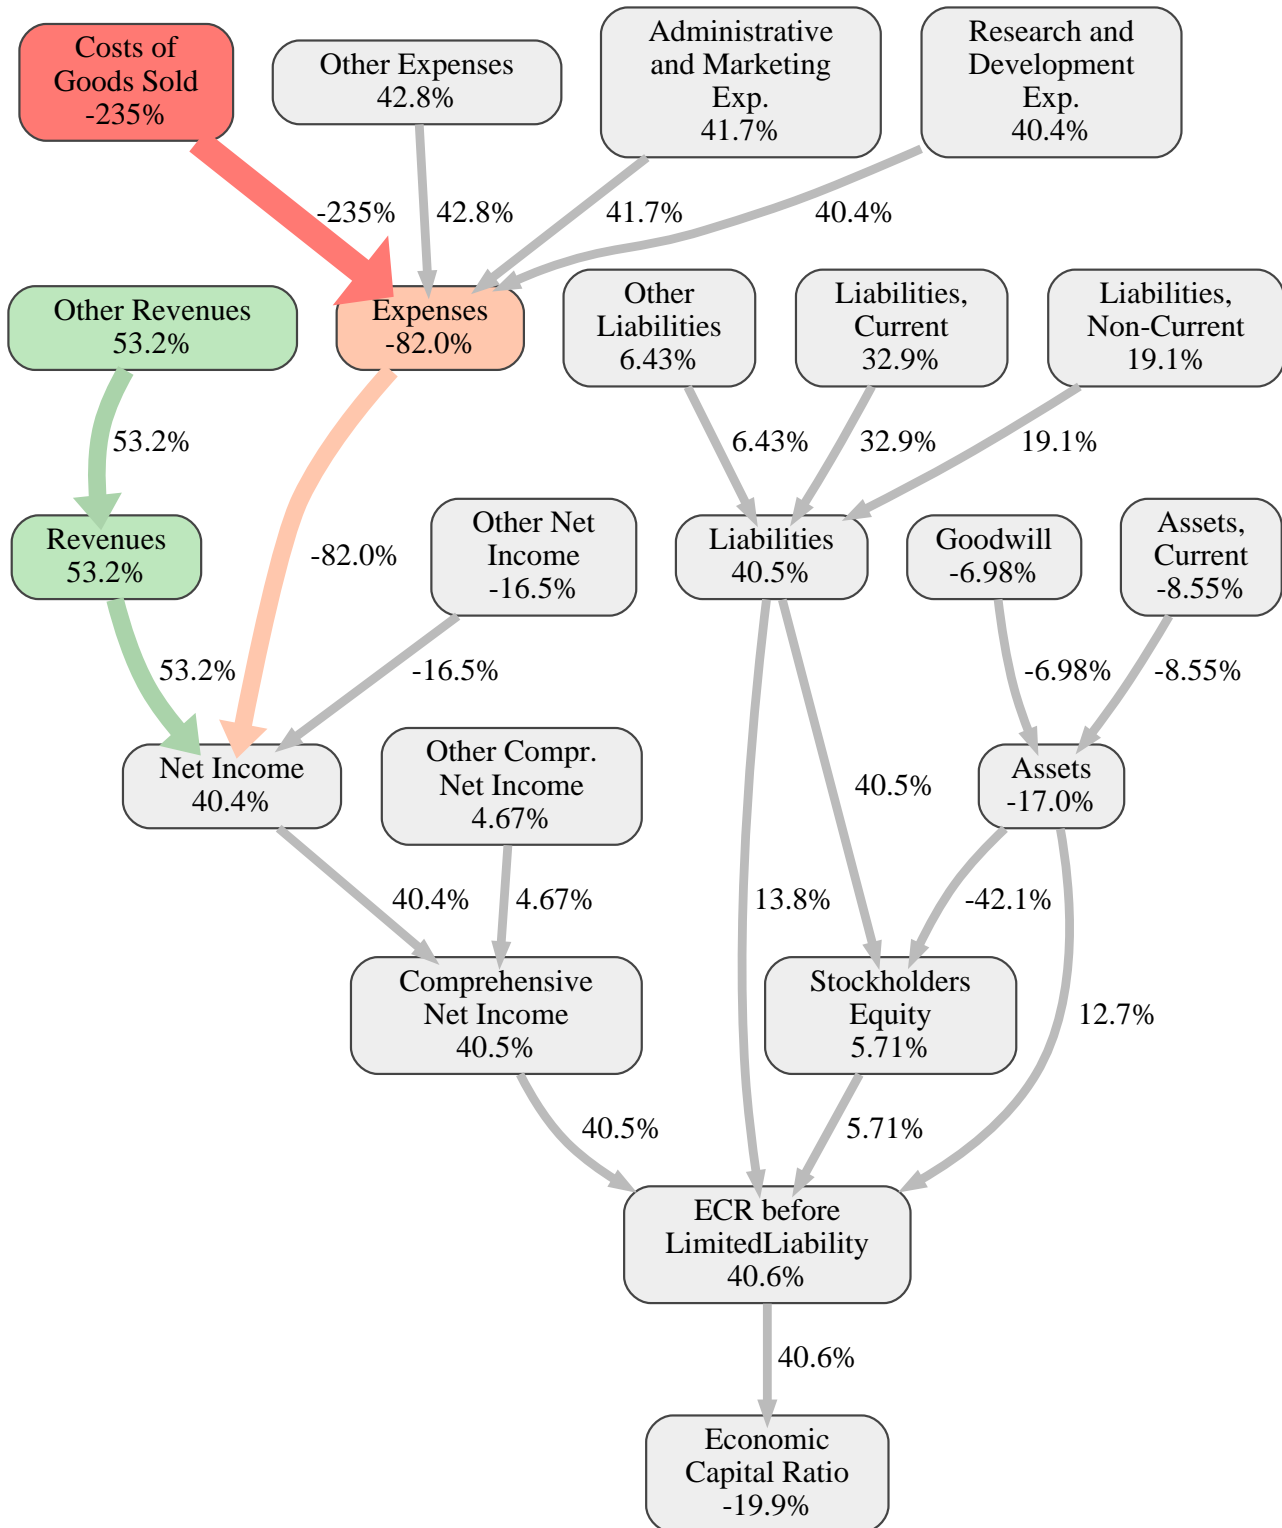 Costs of
Goods Sold
-235%
Other Expenses
42.8%
Administrative
and Marketing
Exp.
41.7%
Research and
Development
Exp.
40.4%
-235%
42.8%
41.7%
40.4%
Other Revenues
53.2%
Expenses
-82.0%
Other
Liabilities
6.43%
Liabilities,
Current
32.9%
Liabilities,
Non-Current
19.1%
53.2%
6.43%
32.9%
19.1%
Revenues
53.2%
-82.0%
Other Net
Income
-16.5%
Liabilities
40.5%
Goodwill
-6.98%
Assets,
Current
-8.55%
53.2%
-16.5%
-6.98%
-8.55%
Net Income
40.4%
Other Compr.
Net Income
4.67%
40.5%
Assets
-17.0%
40.4%
4.67%
13.8%
-42.1%
Comprehensive
Net Income
40.5%
Stockholders
Equity
5.71%
12.7%
40.5%
5.71%
ECR before
LimitedLiability
40.6%
40.6%
Economic
Capital Ratio
-19.9%